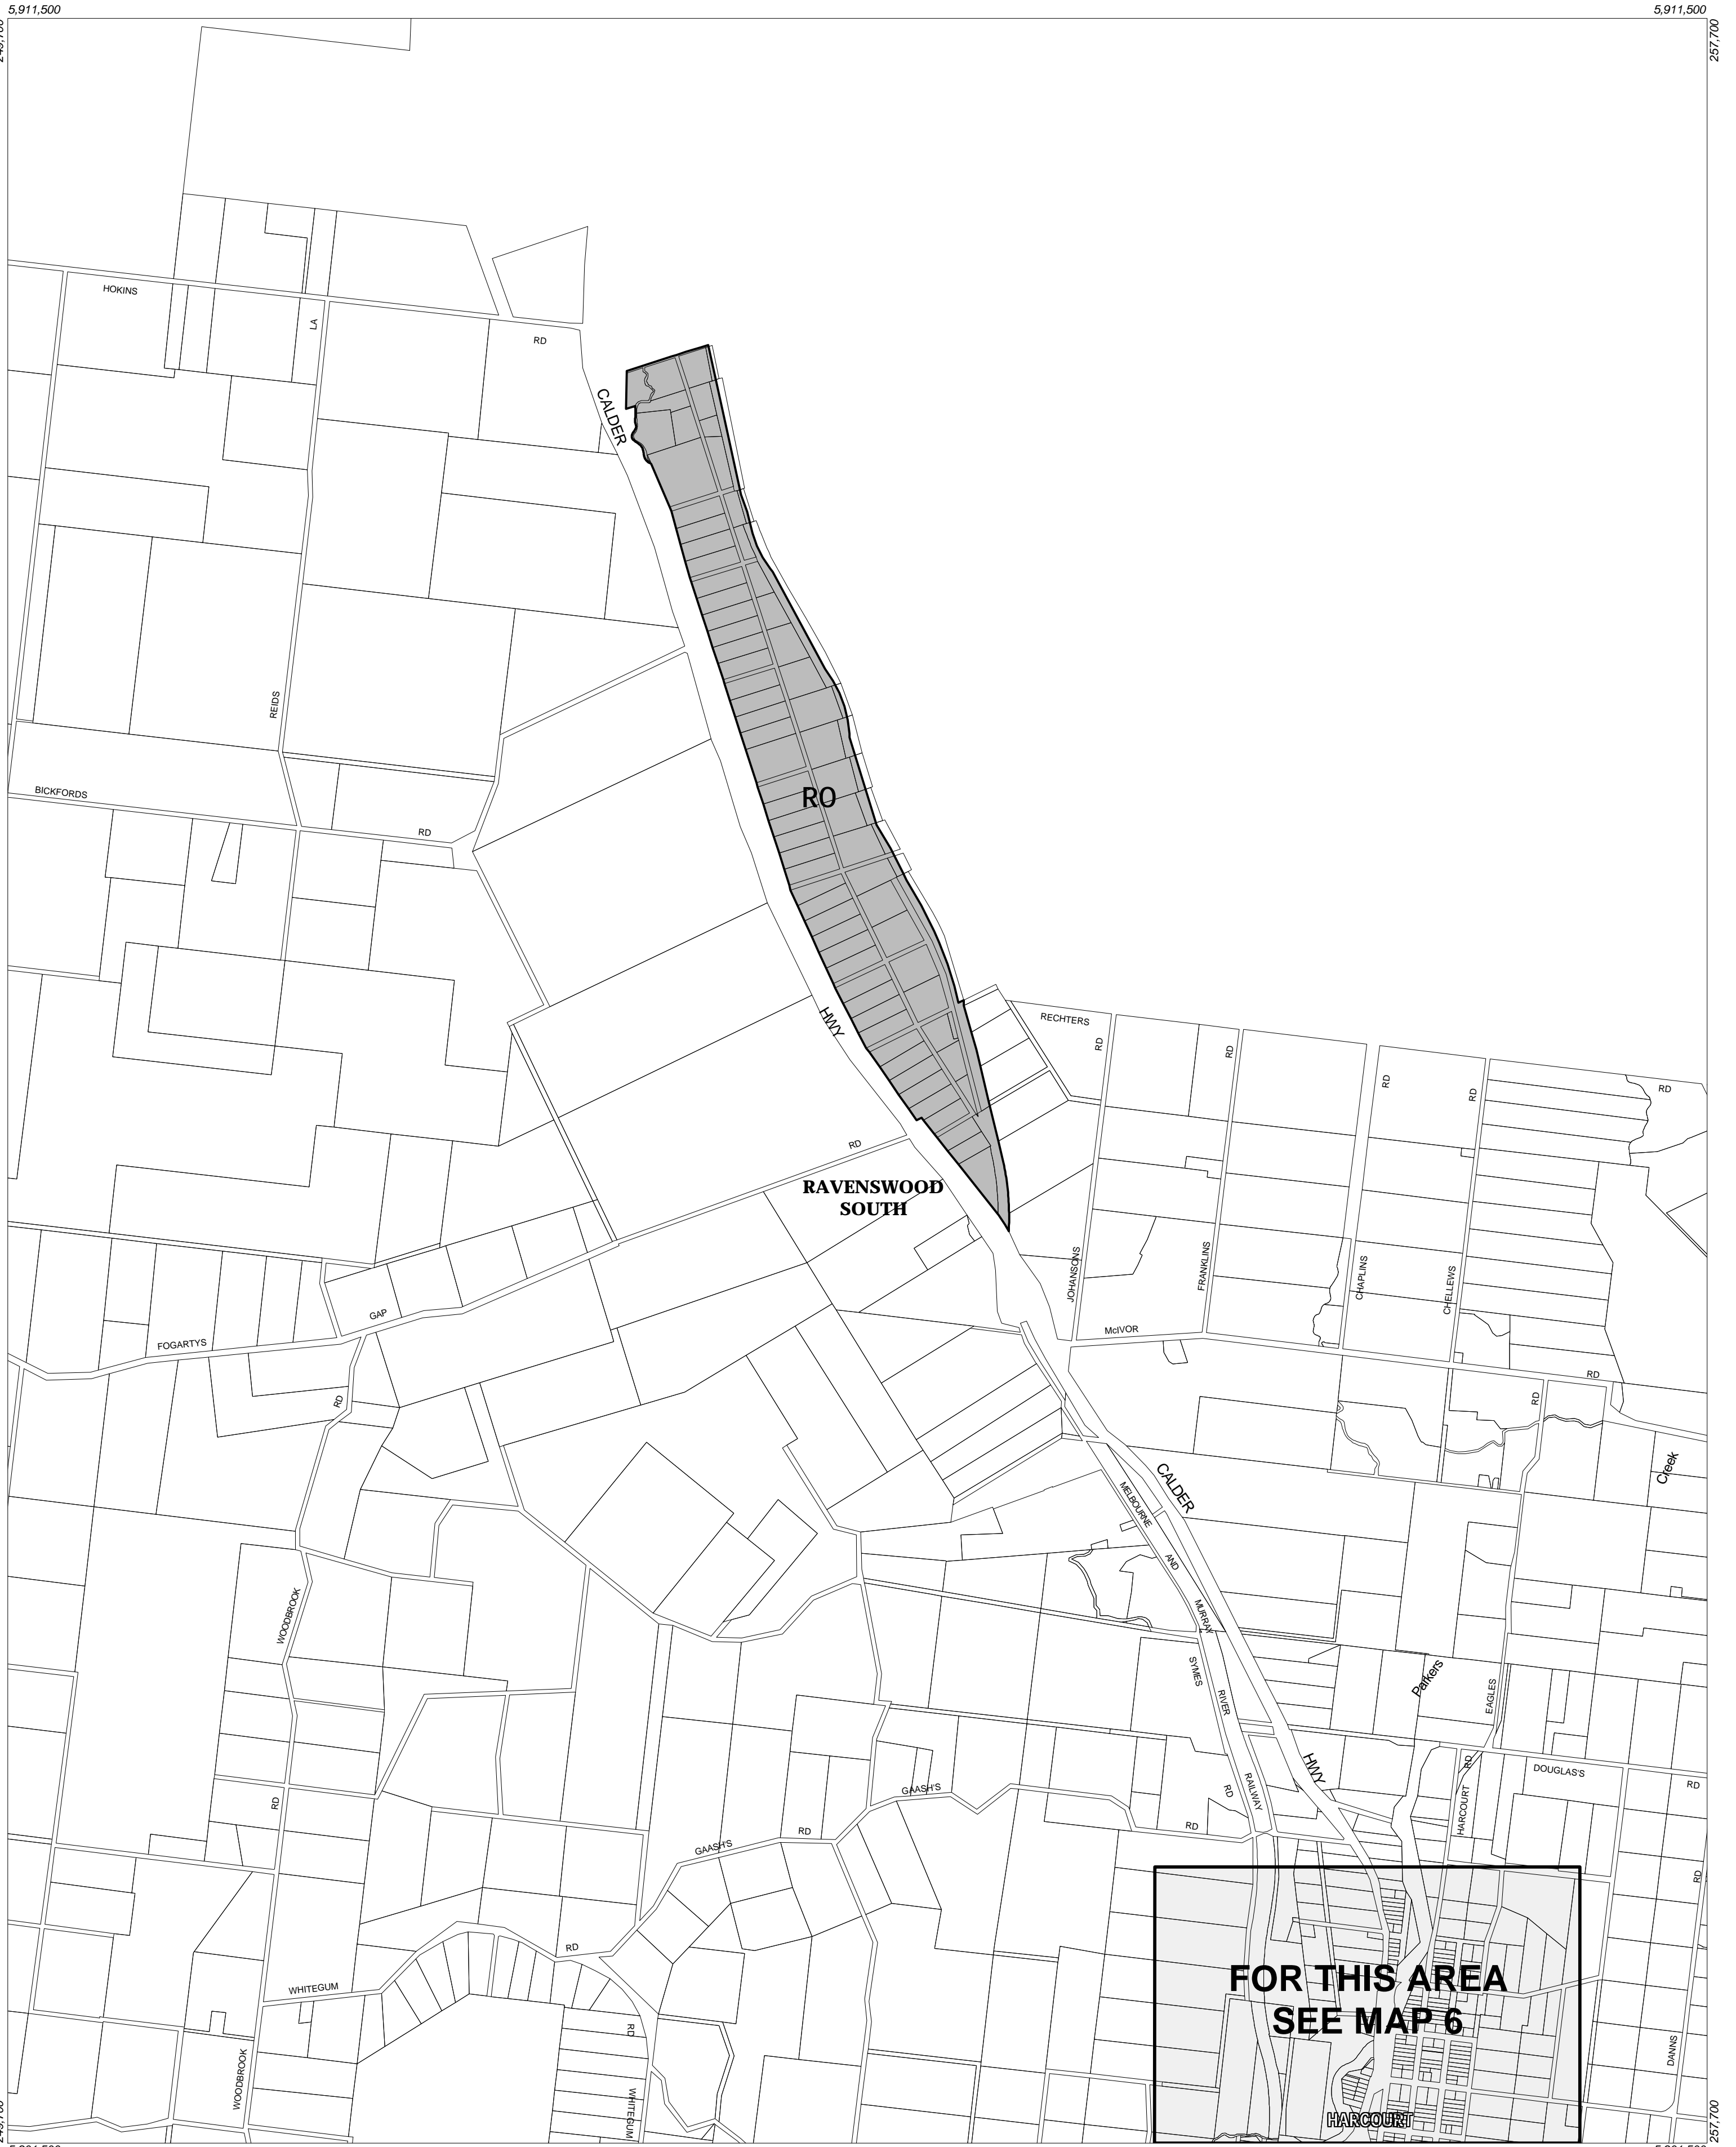 5,911,500
5,911,500
257,700
HOKINS
LA
RD
CALDER
REIDS
RO
BICKFORDS
RD
HWY
RECHTERS
RD
RD
RD
RD
RD
RD
RAVENSWOOD
SOUTH
JOHANSONS
FRANKLINS
CHAPLINS
CHELLEWS
GAP
FOGARTYS
McIVOR
RD
RD
RD
Creek
CALDER
MELBOURNE
AND
MURRAY
WOODBROOK
SYMES
RIVER
Parkers
EAGLES
HWY
RD
DOUGLAS'S
RD
GAASH'S
RD
RAILWAY
HARCOURT
RD
RD
RD
GAASH'S
RD
RD
WHITEGUM
FOR THIS AREA
SEE MAP 6
RD
WOODBROOK
DANNS
WHITEGUM
HARCOURT
257,700